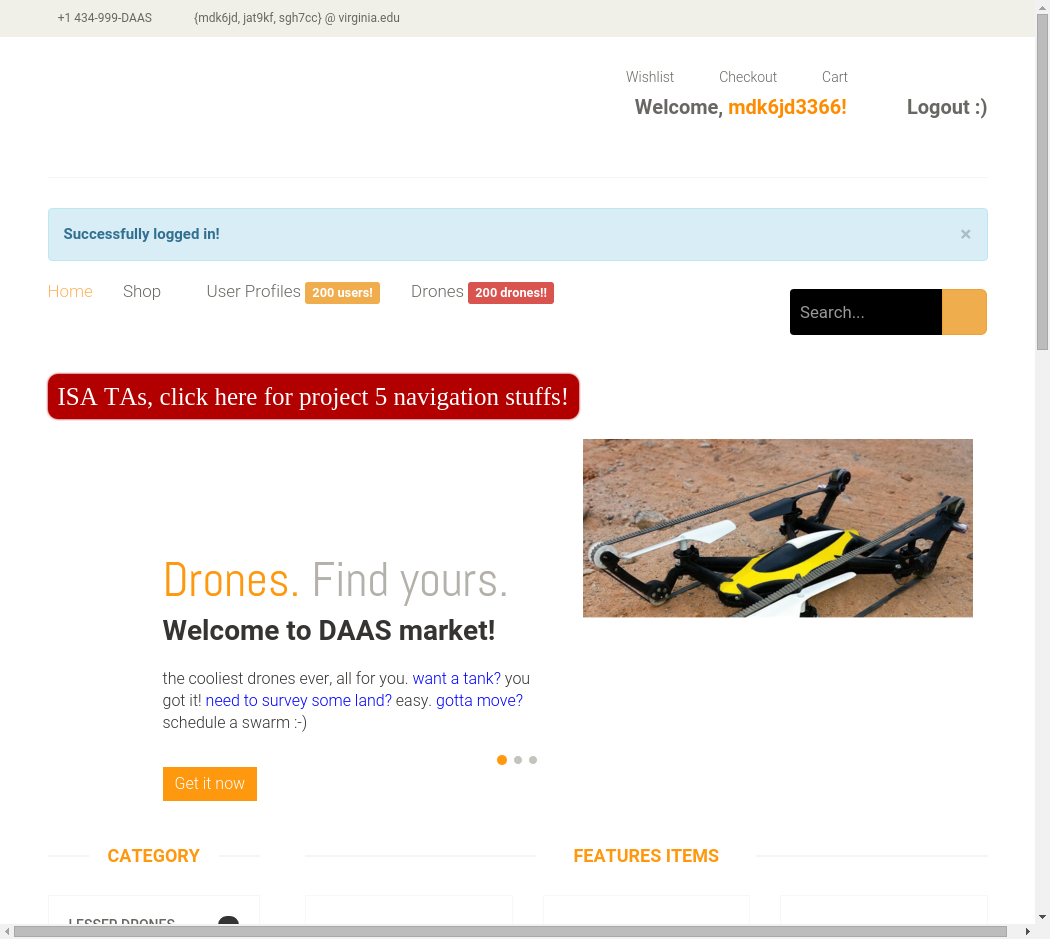 +1 434-999-DAAS {mdk6jd, jat9kf, sgh7cc} @ virginia.edu
Wishlist Checkout Cart
Welcome, mdk6jd3366! Logout :)
Successfully logged in! ×
Home Shop User Profiles 200 users! Drones 200 drones!!
Search...
ISA TAs, click here for project 5 navigation stuffs!
Drones. Find yours.
Welcome to DAAS market!
the cooliest drones ever, all for you. want a tank? you
got it! need to survey some land? easy. gotta move?
schedule a swarm :-)
Get it now
CATEGORY FEATURES ITEMS
LESSER DRONES